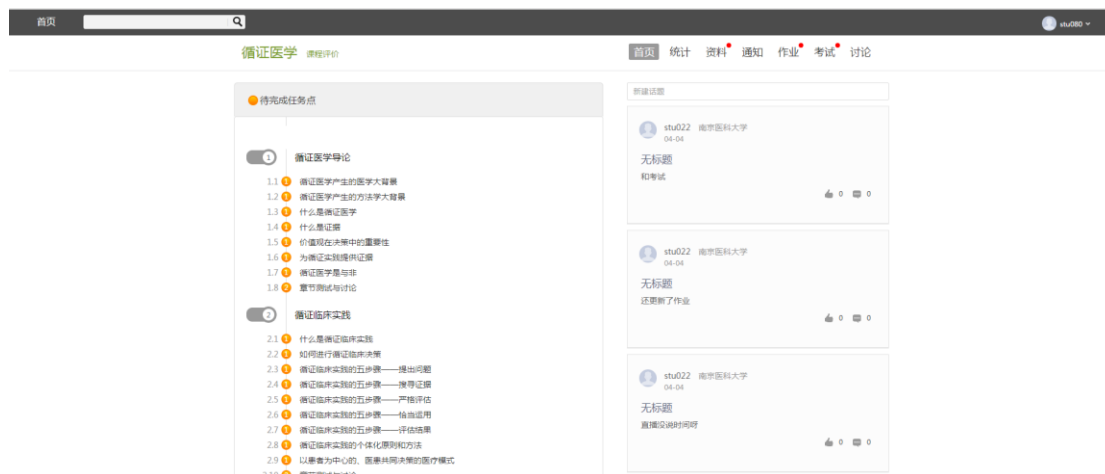 首页
stu080
循证医学 课程评价
首页 统计 资料 通知 作业 考试 讨论
待完成任务点
1 循证医学导论
1.1 1 循证医学产生的医学大背景
1.2 1 循证医学产生的方法学大背景
1.3 1 什么是循证医学
1.4 1 什么是证据
1.5 1 价值观在决策中的重要性
1.6 1 为循证实践提供证据
1.7 1 循证医学是与非
1.8 2 章节测试与讨论
2 循证临床实践
2.1 1 什么是循证临床实践
2.2 1 如何进行循证临床决策
2.3 1 循证临床实践的五步骤——提出问题
2.4 1 循证临床实践的五步骤——搜寻证据
2.5 1 循证临床实践的五步骤——严格评估
2.6 1 循证临床实践的五步骤——恰当运用
2.7 1 循证临床实践的五步骤——评估结果
2.8 1 循证临床实践的个体化原则和方法
2.9 1 以患者为中心的，医患共同决策的医疗模式
新建话题
stu022 南京医科大学
04-04
无标题
和考试
0 0
stu022 南京医科大学
04-04
无标题
还更新了作业
0 0
stu022 南京医科大学
04-04
无标题
直播没说时间呀
0 0